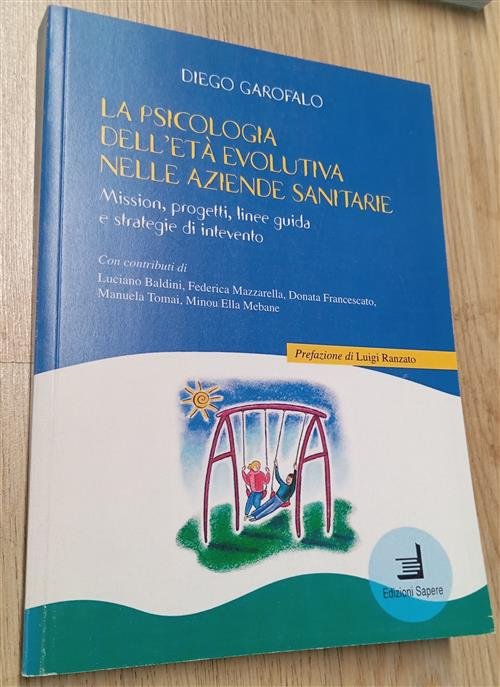 DIEGO GAROFALO
LA PSICOLOGIA
DELL'ETÀ EVOLUTIVA
NELLE AZIENDE SANITARIE
Mission, progetti, linee guida
e strategie di intevento
Con contributi di
Luciano Baldini, Federica Mazzarella, Donata Francescato,
Manuela Tomai, Minou Ella Mebane
Prefazione di Luigi Ranzato
Edizioni Sapere